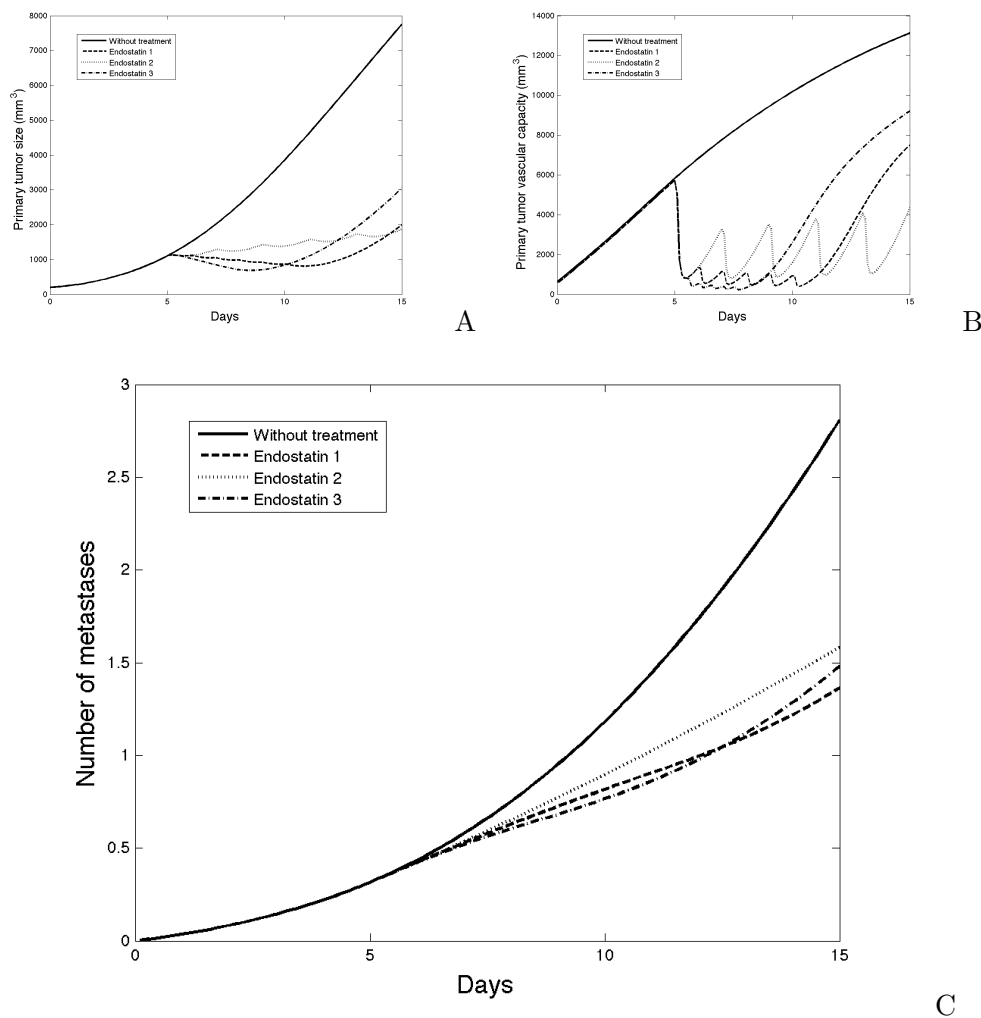 8000
7000
6000
5000
4000
3000
2000
1000
0
Primary tumor size (mm3)
Without treatment
Endostatin 1
Endostatin 2
Endostatin 3
0 5 10 15
Days
A
14000
12000
10000
8000
6000
4000
2000
0
Primary tumor vascular capacity (mm3)
Without treatment
Endostatin 1
Endostatin 2
Endostatin 3
0 5 10 15
Days
B
3
2.5
2
1.5
1
0.5
0
Number of metastases
Without treatment
Endostatin 1
Endostatin 2
Endostatin 3
0 5 10 15
Days
C